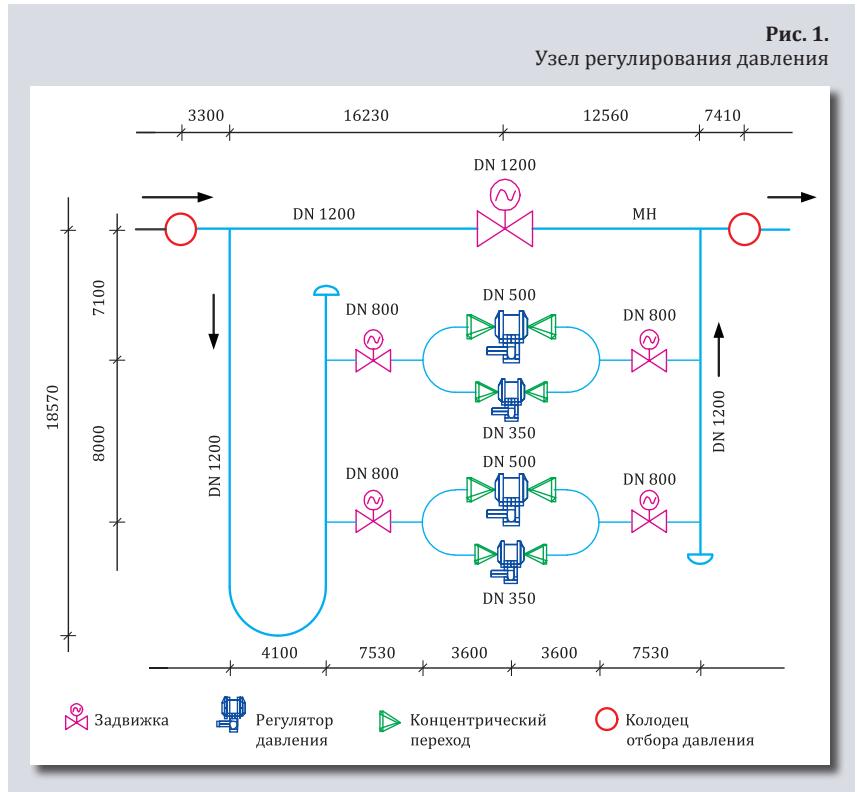 Рис. 1.
Узел регулирования давления
3300 16230 12560 7410
DN 1200
DN 1200 МН
7100
18570
8000
DN 1200
DN 800 DN 500 DN 800
DN 350
DN 1200
DN 800 DN 500 DN 800
DN 350
4100 7530 3600 3600 7530
Задвижка
Регулятор
давления
Концентрический
переход
Колодец
отбора давления